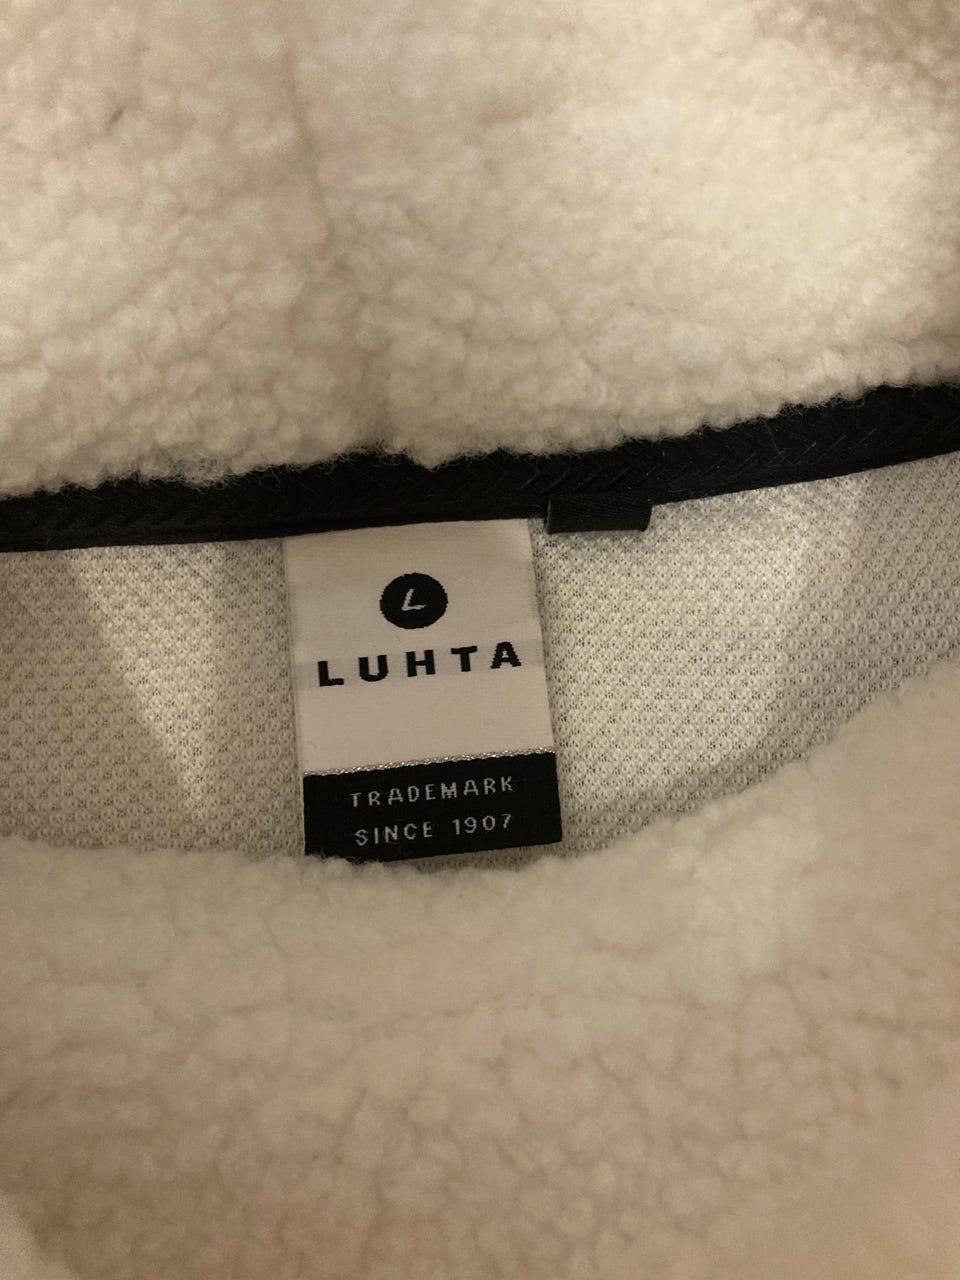 L
LUHTA
TRADEMARK
SINCE 1907